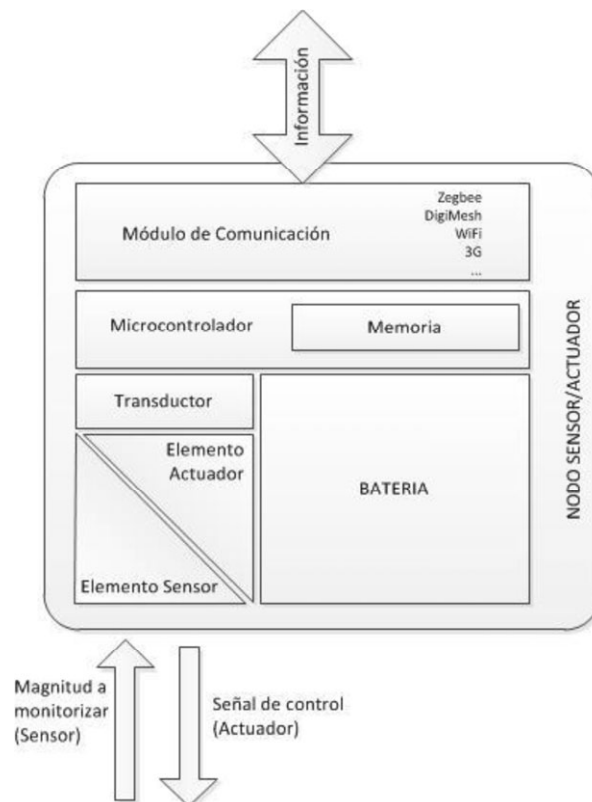 Información
Módulo de Comunicación
Zegbee
DigiMesh
WiFi
3G
...
Microcontrolador
Memoria
Transductor
Elemento
Actuador
BATERIA
Elemento Sensor
NODO SENSOR/ACTUADOR
Magnitud a
monitorizar
(Sensor)
Señal de control
(Actuador)